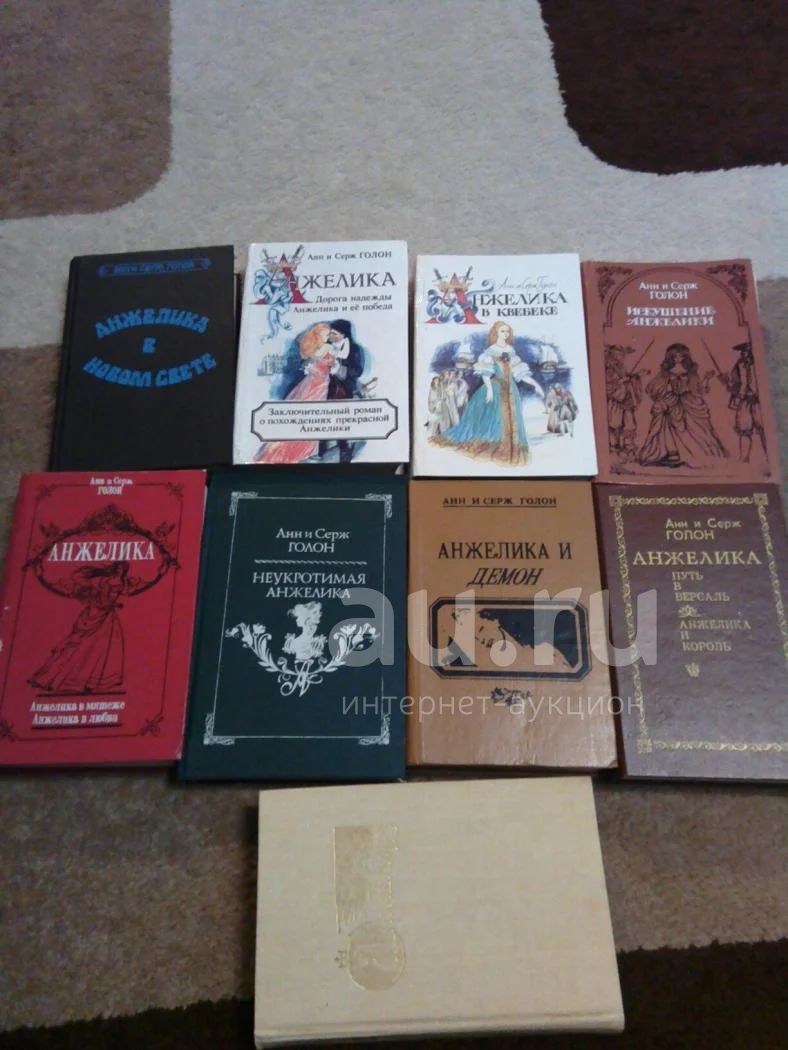 АНН И СЕРЖ ГОЛОН
АНЖЕЛИКА
В
НОВОМ СВЕТЕ
Анн и Серж ГОЛОН
АНЖЕЛИКА
Дорога надежды
Анжелика и её победа
Заключительный роман
о похождениях прекрасной
Анжелики
Анн и Серж Голон
АНЖЕЛИКА
В КВЕБЕКЕ
Анн и Серж
ГОЛОН
ИСКУШЕНИЕ
АНЖЕЛИКИ
Анн и Серж
ГОЛОН
АНЖЕЛИКА
Анжелика в мятеже
Анжелика в любви
Анн и Серж
ГОЛОН
НЕУКРОТИМАЯ
АНЖЕЛИКА
АНН И СЕРЖ ГОЛОН
АНЖЕЛИКА И
ДЕМОН
Анн и Серж
ГОЛОН
АНЖЕЛИКА
ПУТЬ
В
ВЕРСАЛЬ
АНЖЕЛИКА
И
КОРОЛЬ
au.ru
интернет-аукцион